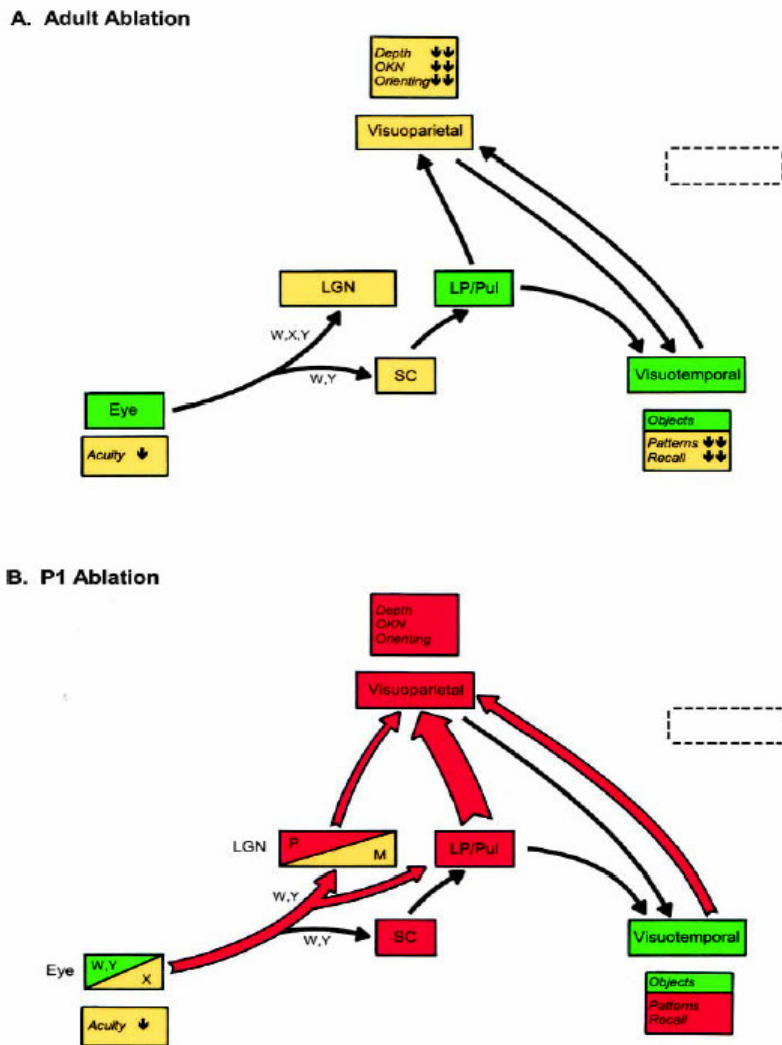 A. Adult Ablation
Depth
OKN
Orienting
Visuoparietal
LGN
LP/Pul
W,X,Y
W,Y
SC
Visuotemporal
Eye
Objects
Acuity
Patterns
Recall
B. P1 Ablation
Depth
OKN
Orienting
Visuoparietal
LGN
P
M
LP/Pul
W,Y
W,Y
SC
Visuotemporal
Eye
W,Y
X
Objects
Acuity
Patterns
Recall